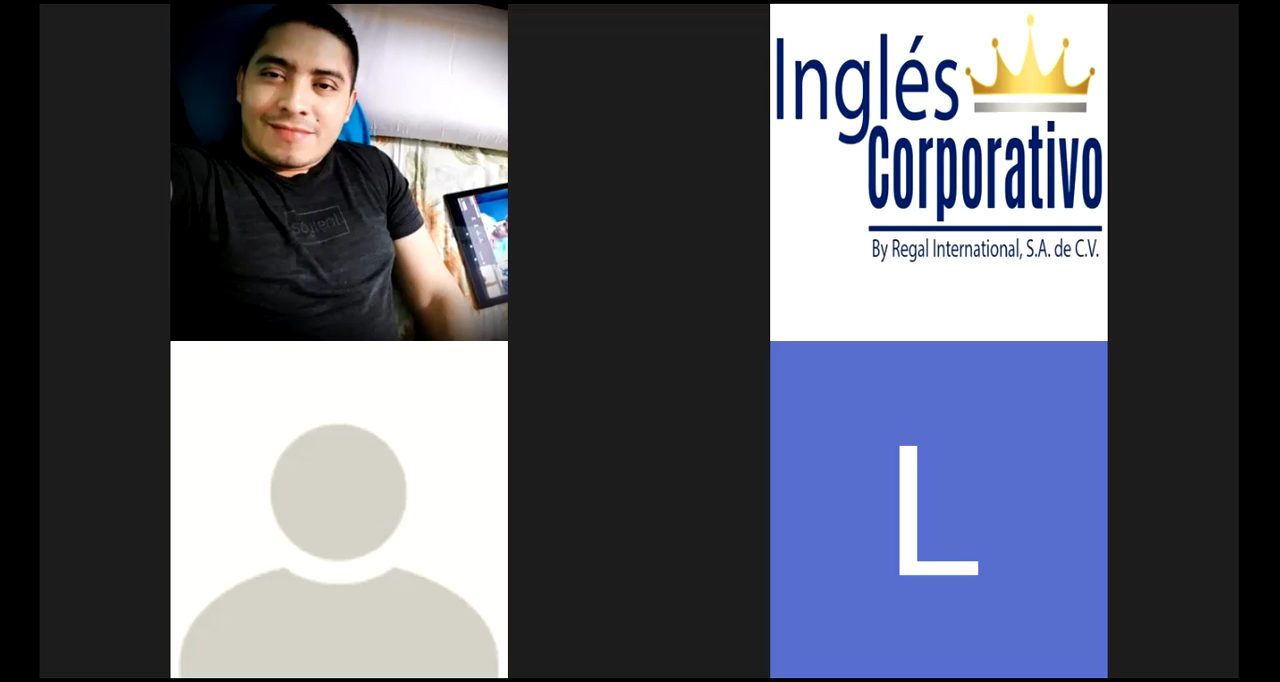 Inglés
Corporativo
By Regal International, S.A. de C.V.
L